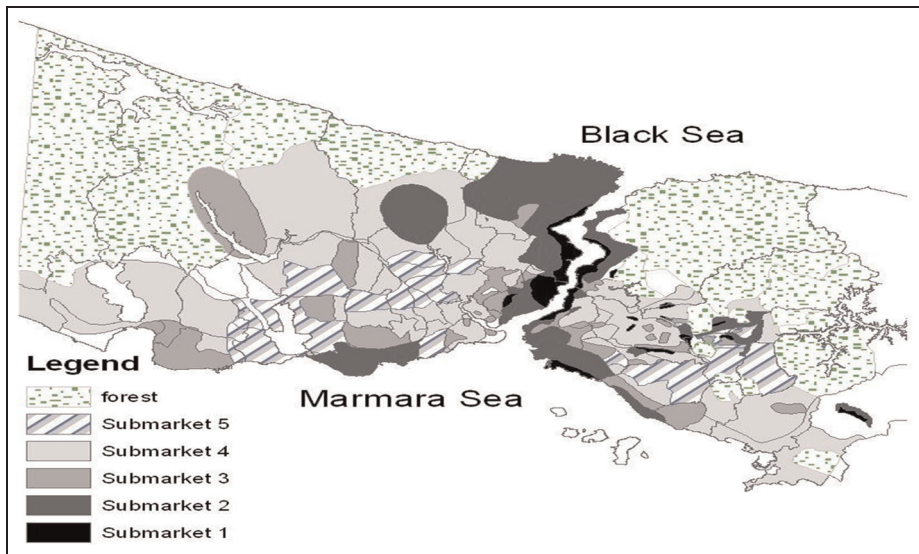 Black Sea
Marmara Sea
Legend
forest
Submarket 5
Submarket 4
Submarket 3
Submarket 2
Submarket 1